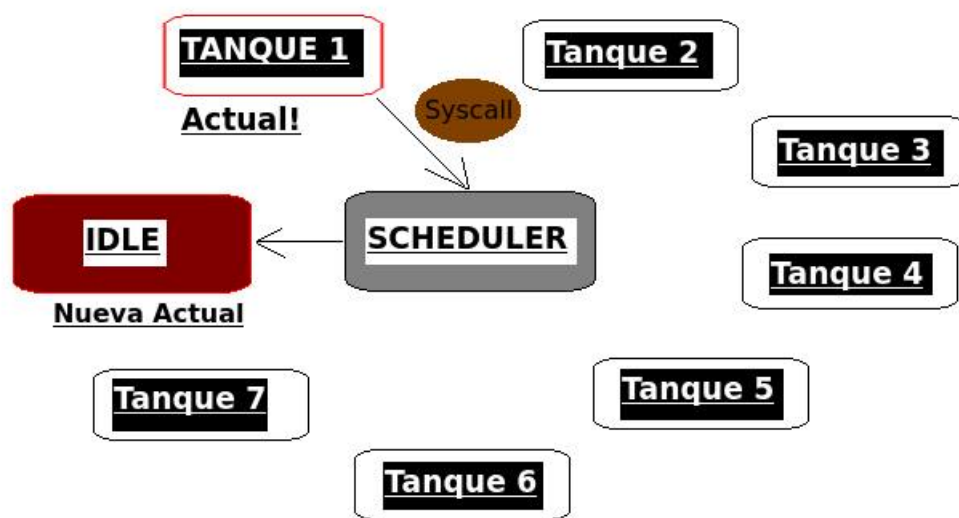 TANQUE 1
Tanque 2
Syscall
Actual!
Tanque 3
IDLE
SCHEDULER
Tanque 4
Nueva Actual
Tanque 7
Tanque 5
Tanque 6